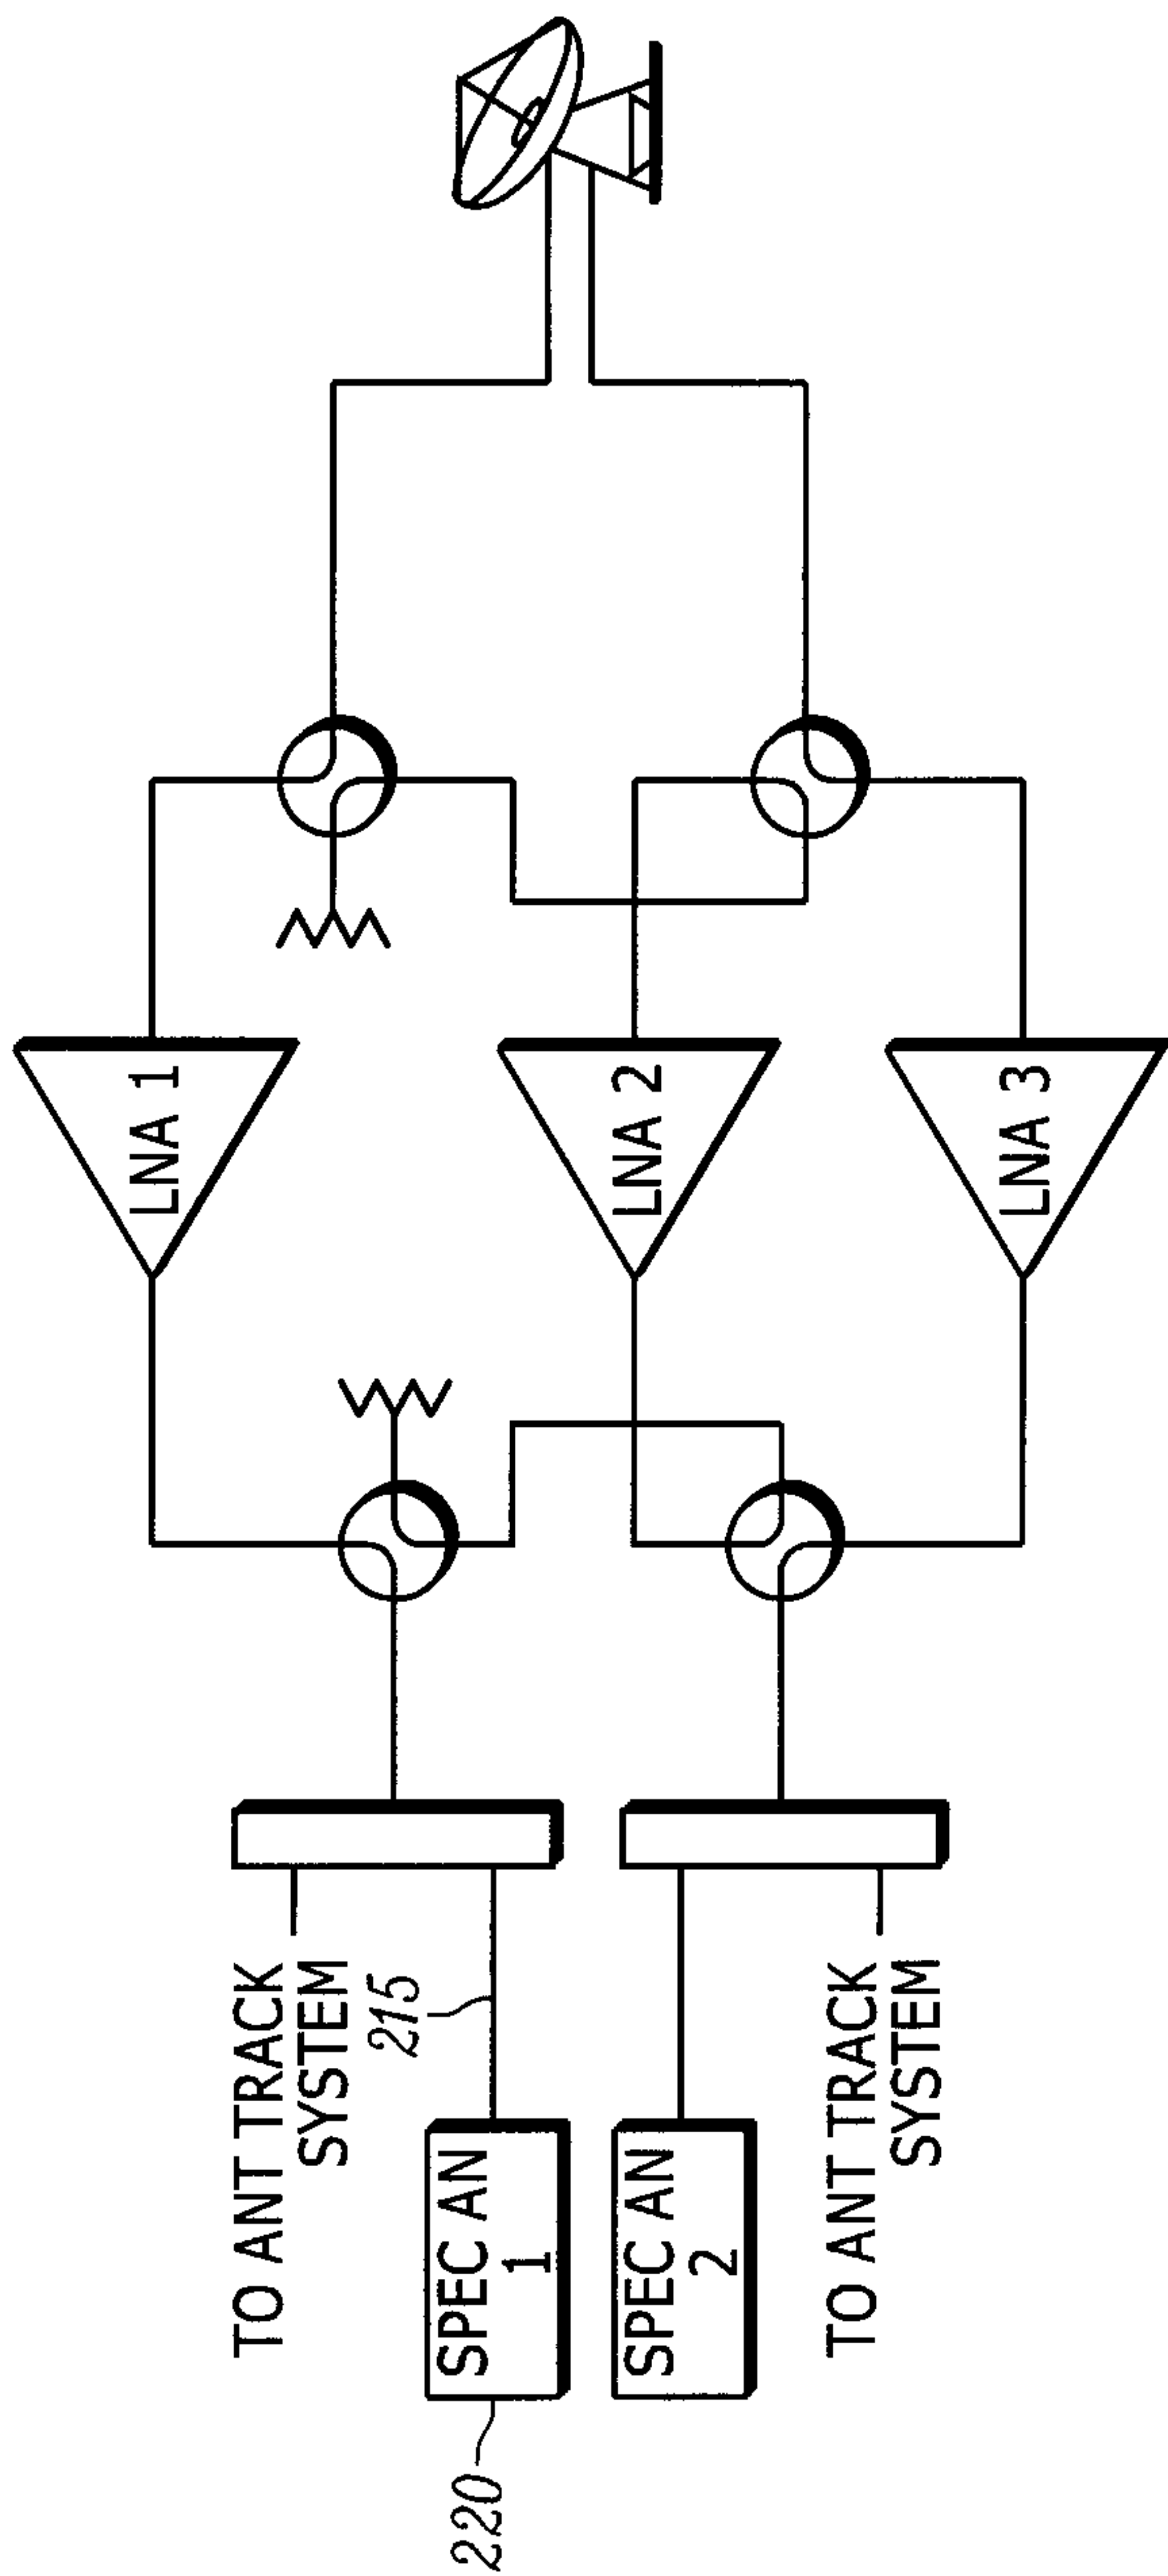 LNA 1
LNA 2
LNA 3
TO ANT TRACK
SYSTEM
215
SPEC AN
1
220
SPEC AN
2
TO ANT TRACK
SYSTEM